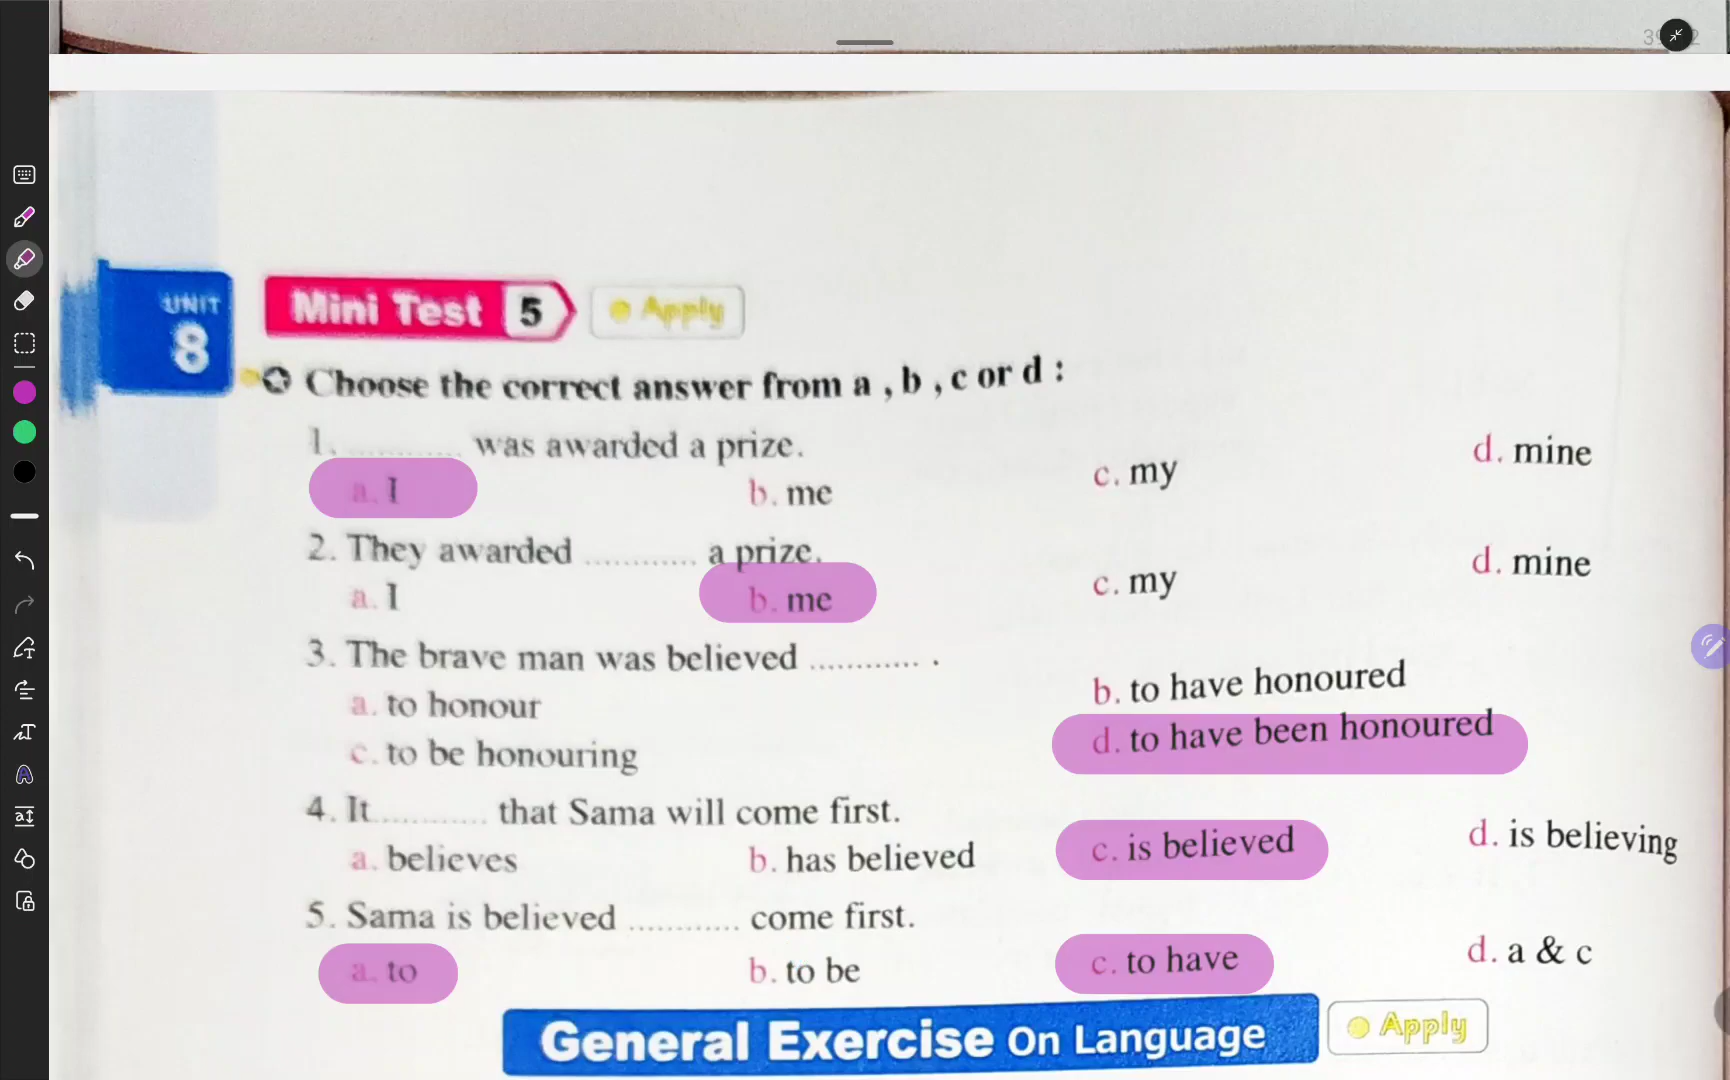 UNIT
8
Mini Test 5 Apply
Choose the correct answer from a , b , c or d :
1. ............ was awarded a prize.
a. I b. me c. my d. mine
2. They awarded ............ a prize.
a. I b. me c. my d. mine
3. The brave man was believed ............ .
a. to honour b. to have honoured
c. to be honouring d. to have been honoured
4. It ............ that Sama will come first.
a. believes b. has believed c. is believed d. is believing
5. Sama is believed ............ come first.
a. to b. to be c. to have d. a & c
General Exercise On Language Apply